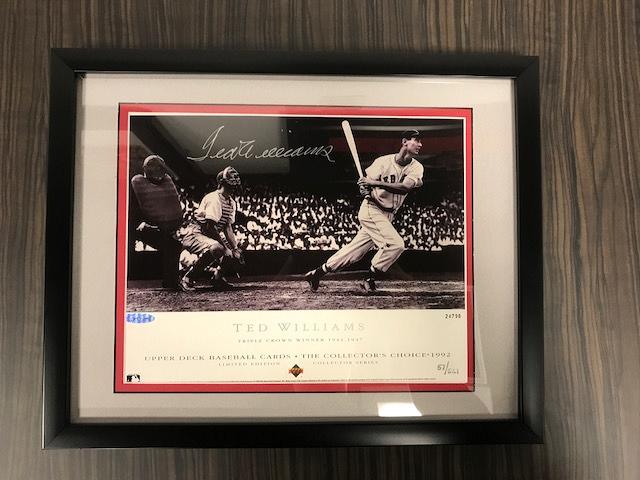 Ted Williams
24790
TED WILLIAMS
TRIPLE CROWN WINNER 1942, 1947
UPPER DECK BASEBALL CARDS • THE COLLECTOR'S CHOICE • 1992
LIMITED EDITION COLLECTOR SERIES